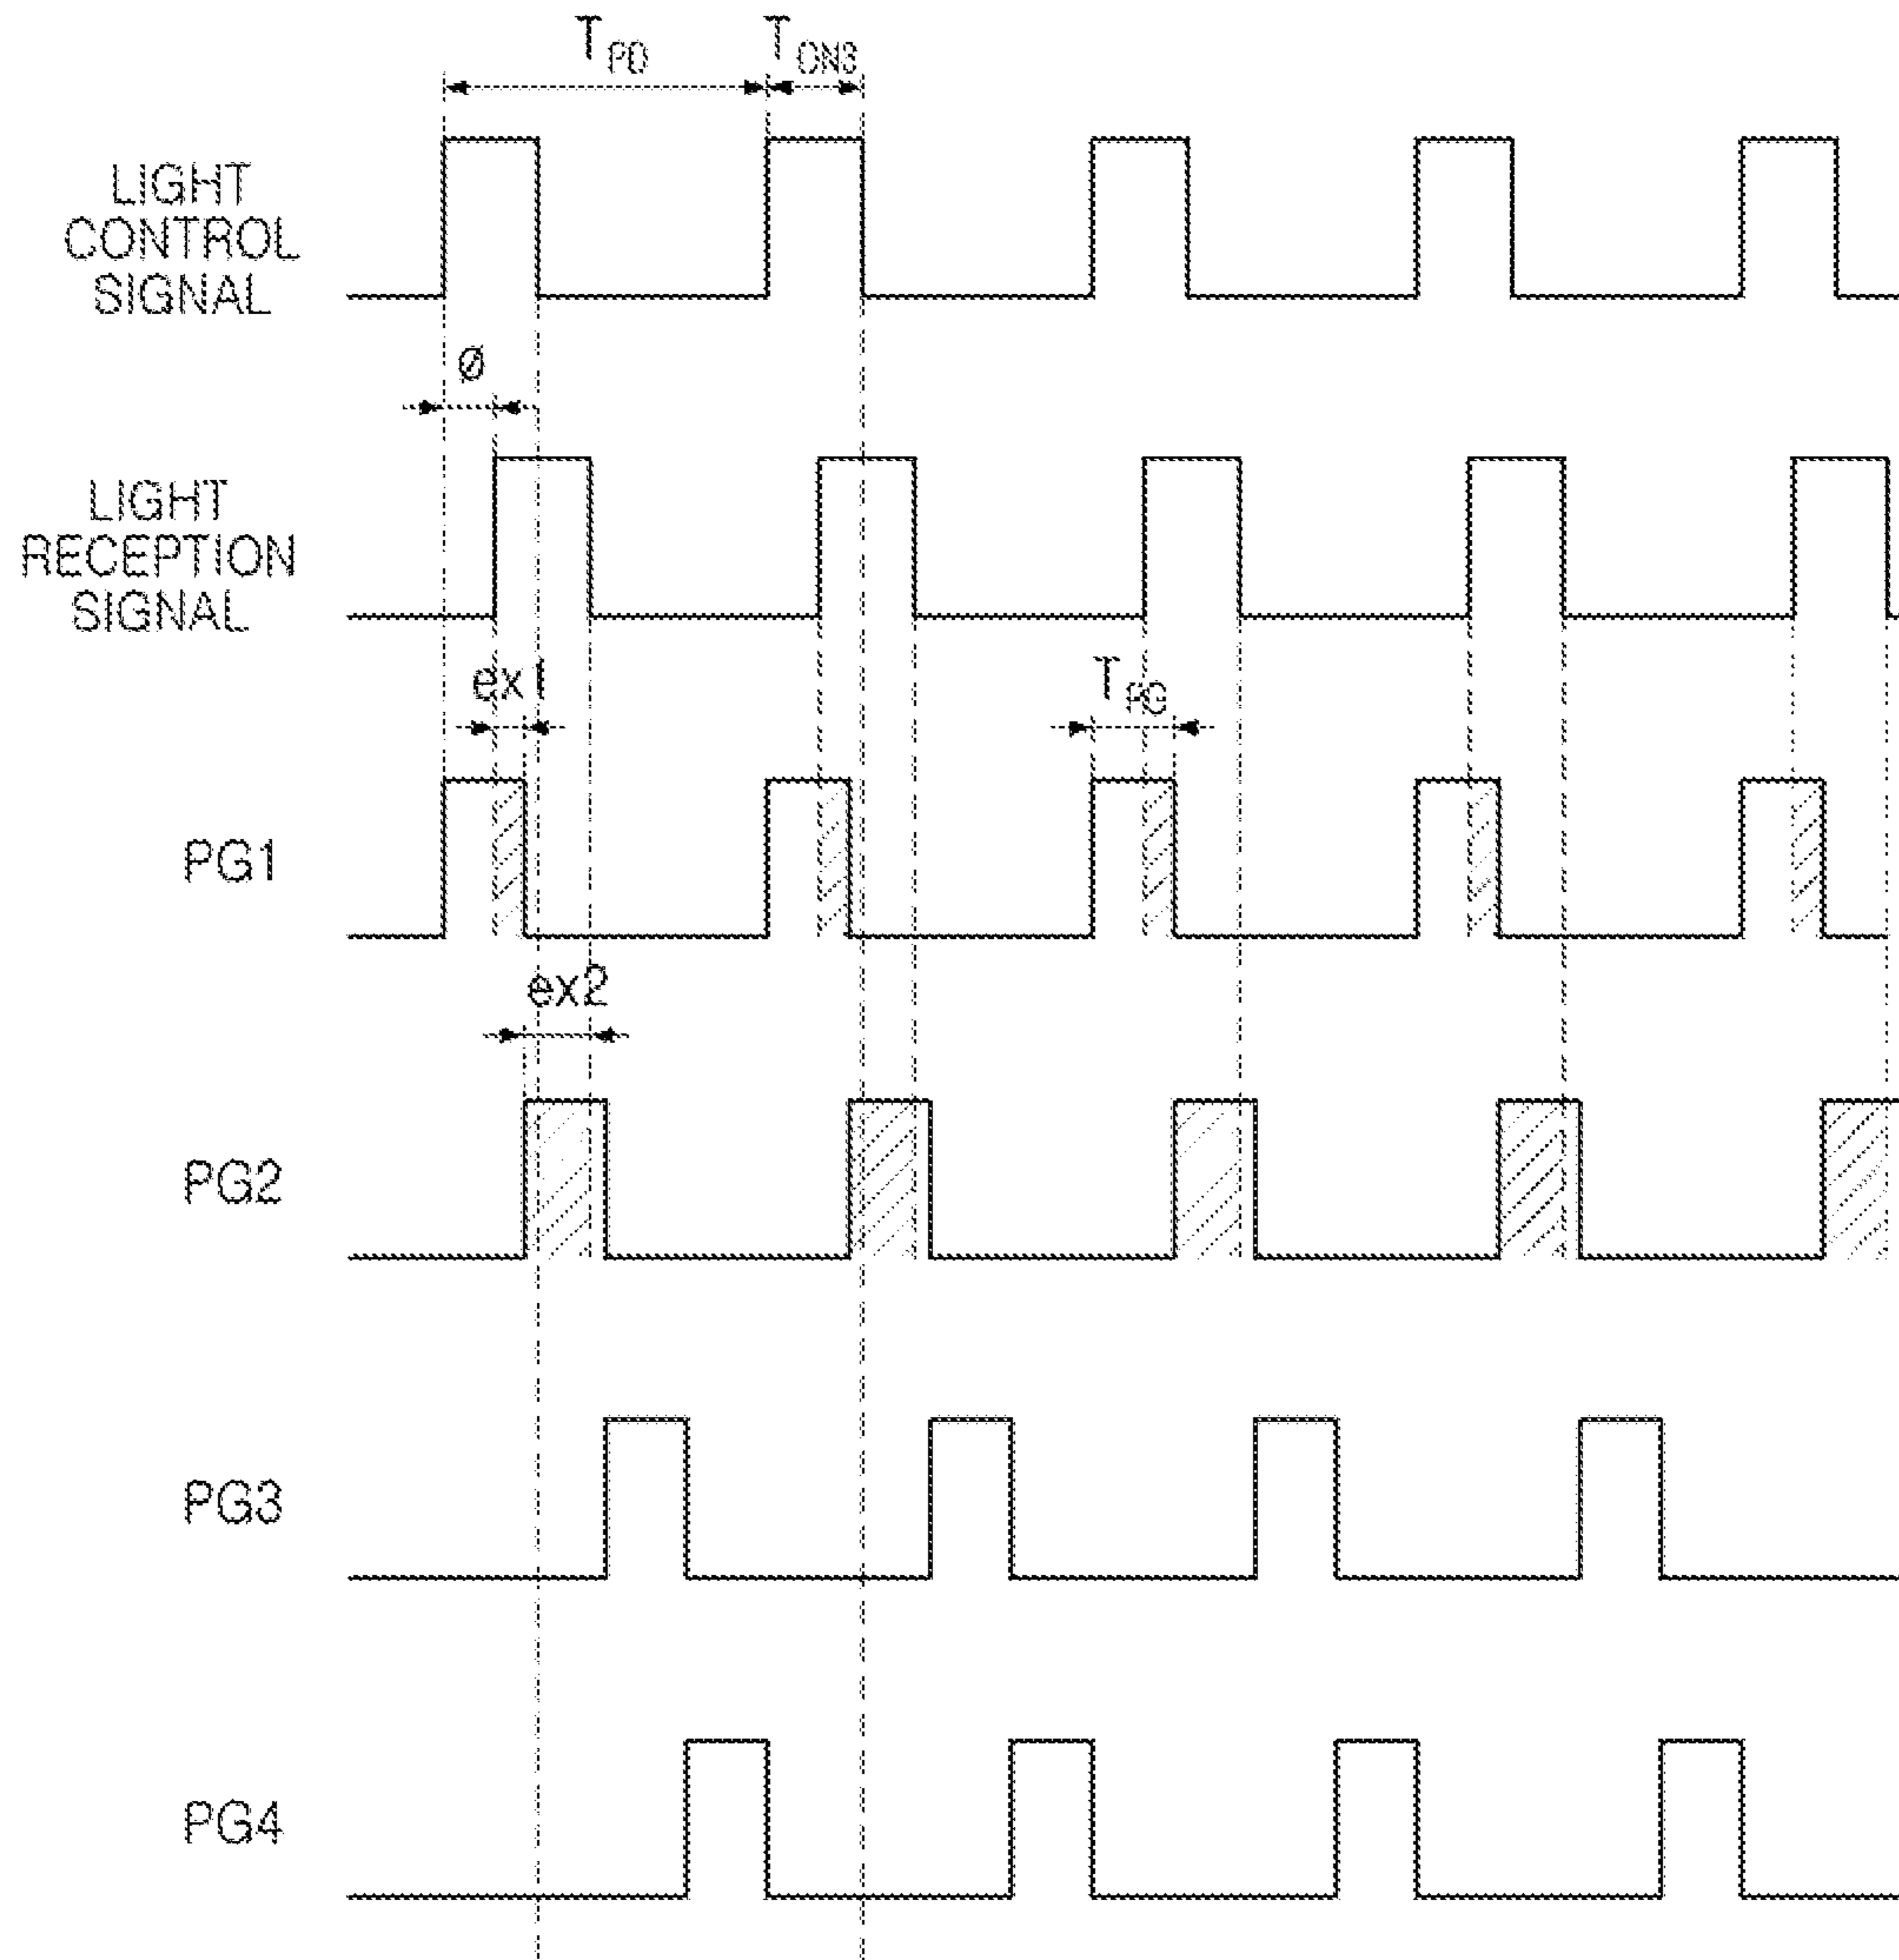 T_PD T_ON3
LIGHT
CONTROL
SIGNAL
Ø
LIGHT
RECEPTION
SIGNAL
ex1
T_PG
PG1
ex2
PG2
PG3
PG4